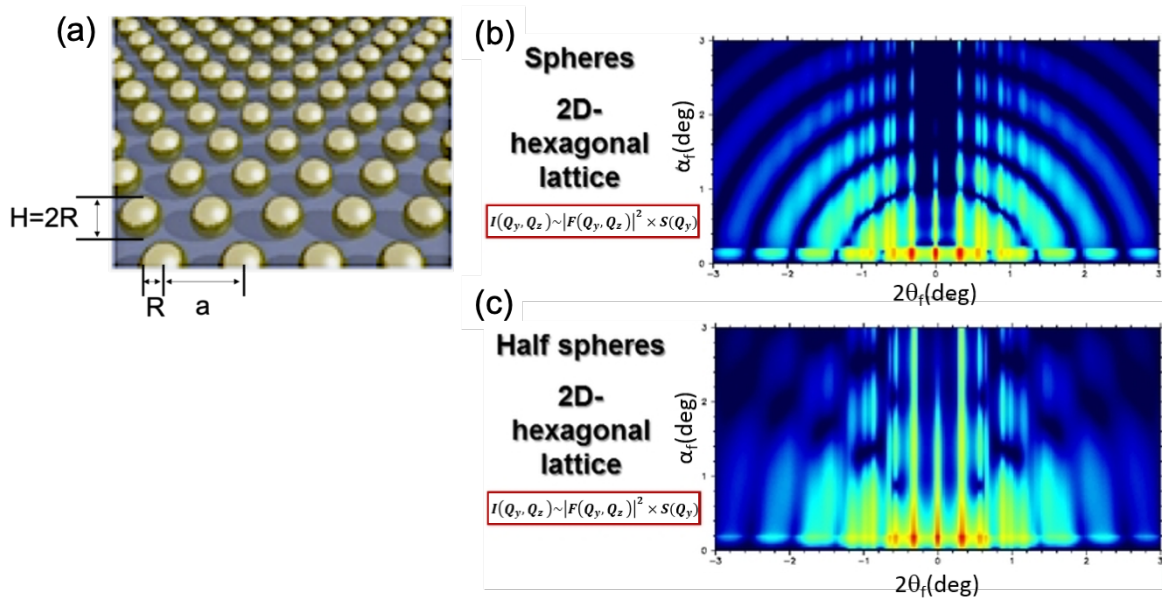 (a)
H=2R
R
a
(b)
Spheres
2D-
hexagonal
lattice
I(Q_y, Q_z)~|F(Q_y, Q_z)|² × S(Q_y)
α_f(deg)
3
2
1
0
−3
−2
−1
0
1
2
3
2θ_f(deg)
(c)
Half spheres
2D-
hexagonal
lattice
I(Q_y, Q_z)~|F(Q_y, Q_z)|² × S(Q_y)
α_f(deg)
3
2
1
0
−3
−2
−1
0
1
2
3
2θ_f(deg)